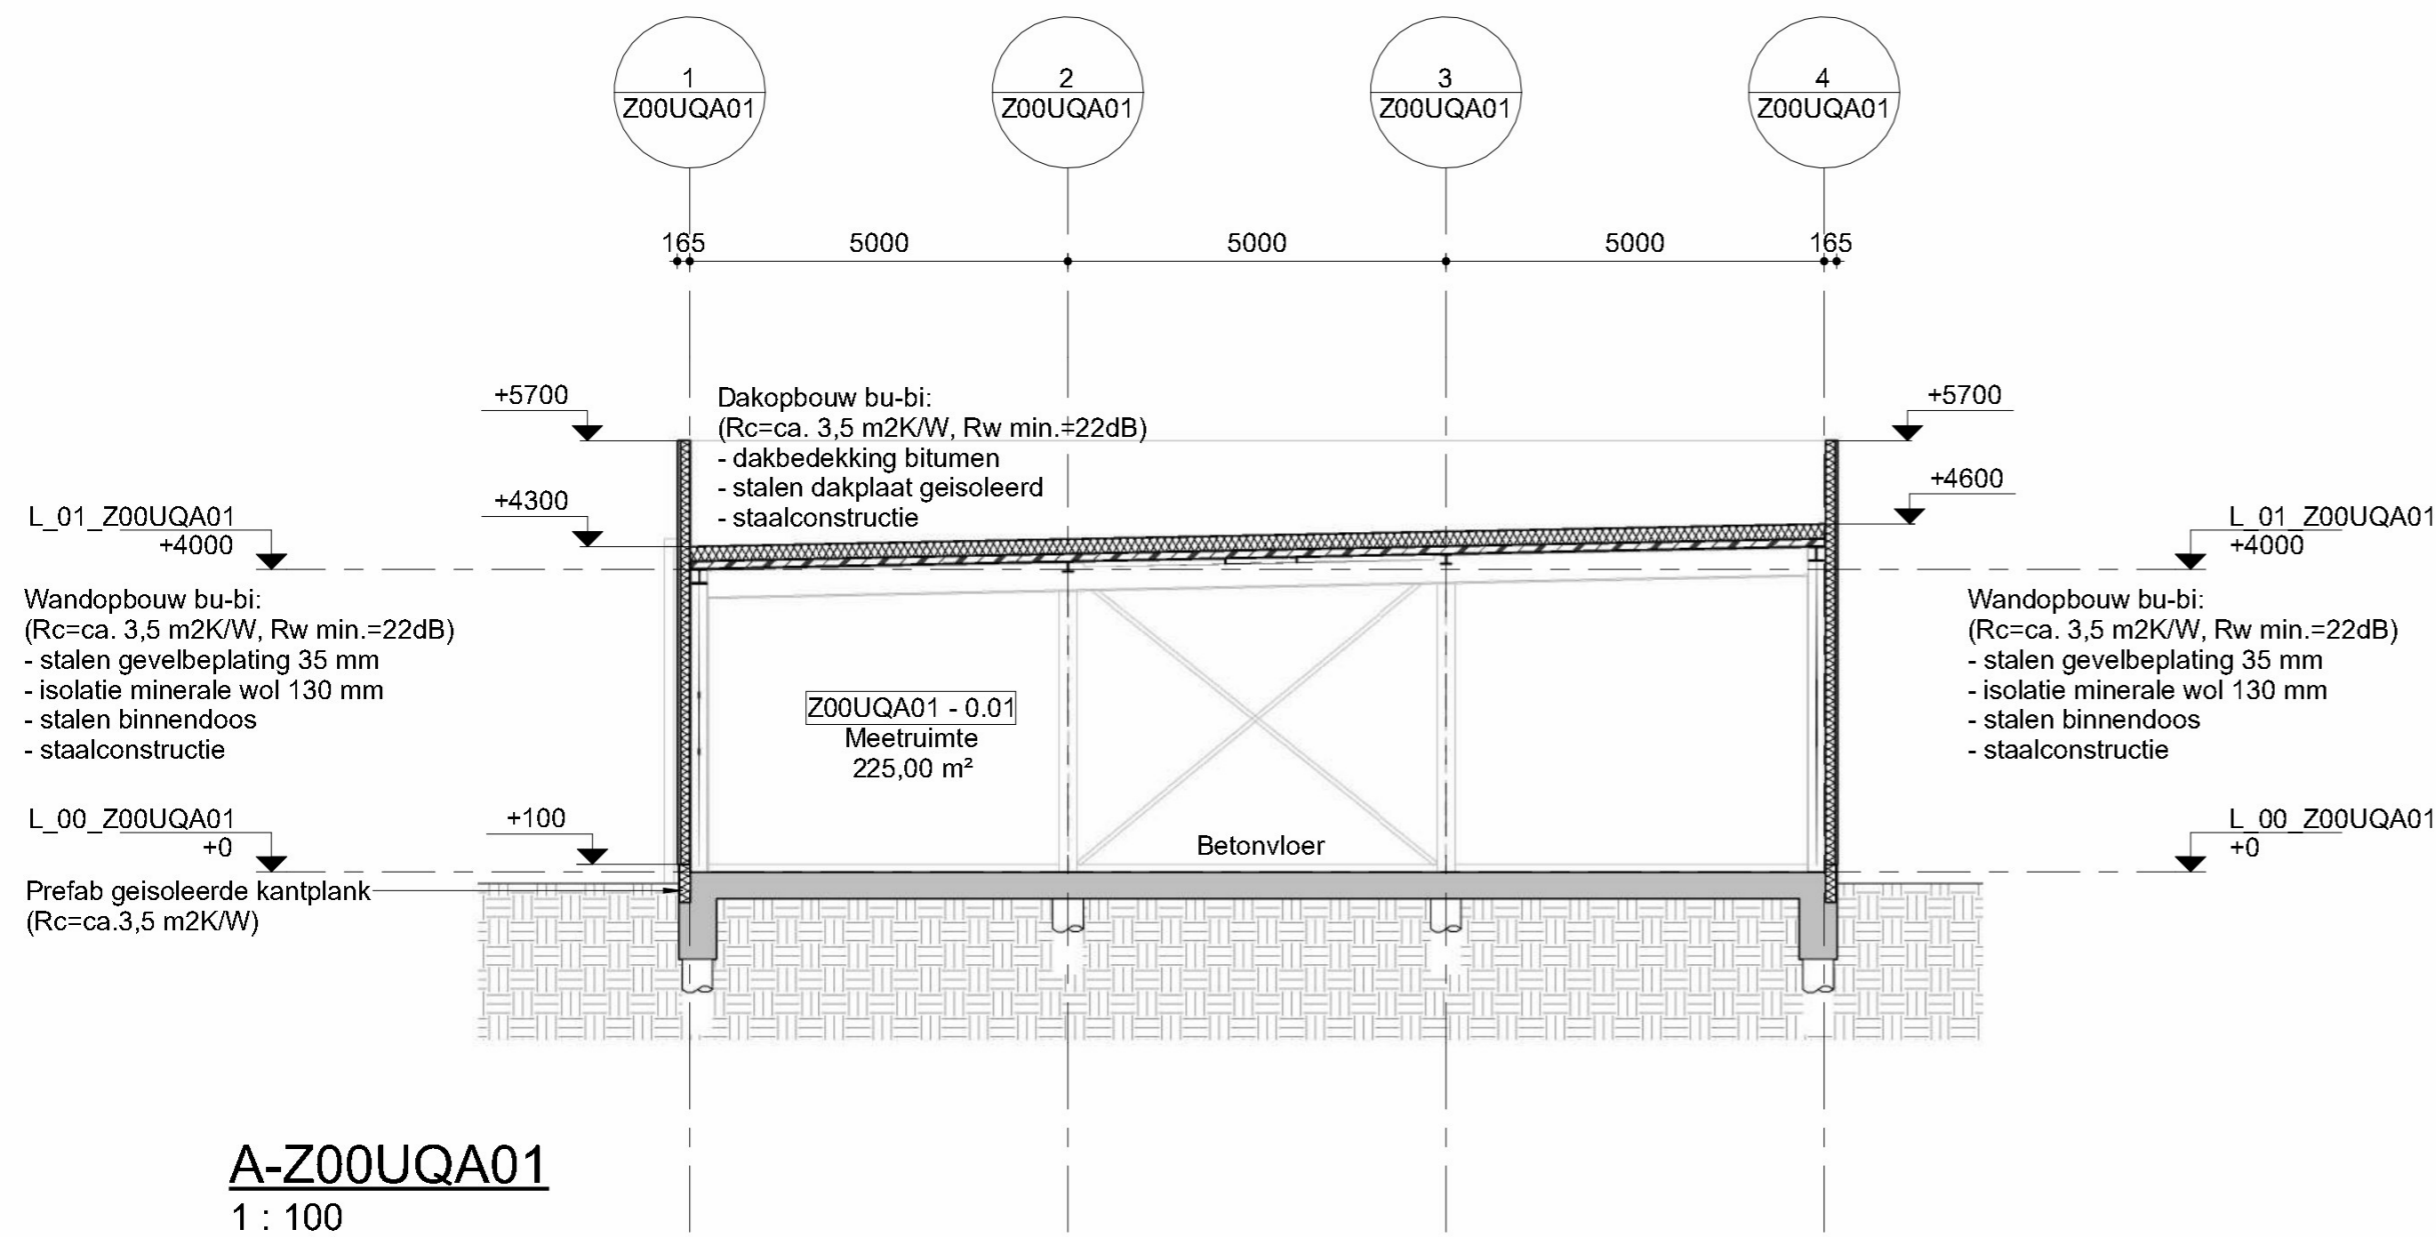 1
Z00UQA01
2
Z00UQA01
3
Z00UQA01
4
Z00UQA01
165
5000
5000
5000
165
+5700
Dakopbouw bu-bi:
(Rc=ca. 3,5 m2K/W, Rw min.=22dB)
- dakbedekking bitumen
- stalen dakplaat geisoleerd
- staalconstructie
+5700
+4300
+4600
L_01_Z00UQA01
+4000
L_01_Z00UQA01
+4000
Wandopbouw bu-bi:
(Rc=ca. 3,5 m2K/W, Rw min.=22dB)
- stalen gevelbeplating 35 mm
- isolatie minerale wol 130 mm
- stalen binnendoos
- staalconstructie
Z00UQA01 - 0.01
Meetruimte
225,00 m²
Wandopbouw bu-bi:
(Rc=ca. 3,5 m2K/W, Rw min.=22dB)
- stalen gevelbeplating 35 mm
- isolatie minerale wol 130 mm
- stalen binnendoos
- staalconstructie
L_00_Z00UQA01
+0
+100
Betonvloer
L_00_Z00UQA01
+0
Prefab geisoleerde kantplank
(Rc=ca.3,5 m2K/W)
A-Z00UQA01
1 : 100